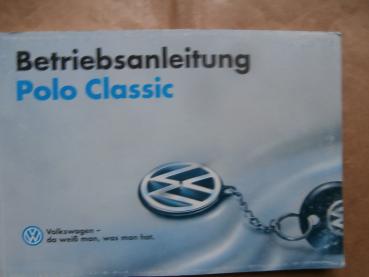 Betriebsanleitung
Polo Classic
Volkswagen –
da weiß man, was man hat.